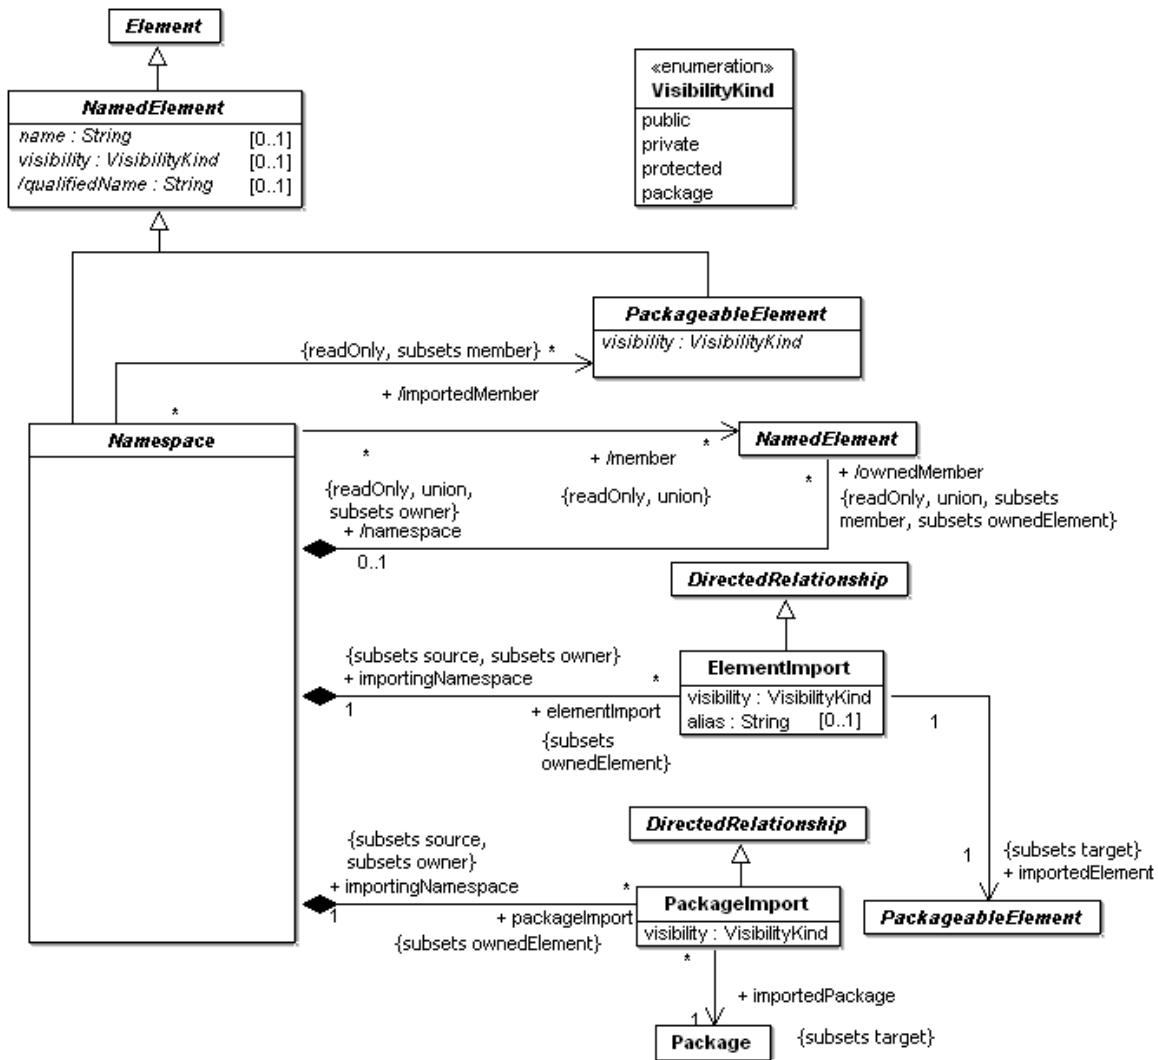 Element
«enumeration»
VisibilityKind
public
private
protected
package
NamedElement
name : String [0..1]
visibility : VisibilityKind [0..1]
/qualifiedName : String [0..1]
PackageableElement
visibility : VisibilityKind
{readOnly, subsets member} *
+ /importedMember
*
Namespace
*
+ /member
*
{readOnly, union}
NamedElement
+ /ownedMember
*
{readOnly, union, subsets
member, subsets ownedElement}
{readOnly, union,
subsets owner}
+ /namespace
0..1
DirectedRelationship
{subsets source, subsets owner}
+ importingNamespace
1
*
+ elementImport
{subsets
ownedElement}
ElementImport
visibility : VisibilityKind
alias : String [0..1]
1
1
{subsets target}
+ importedElement
PackageableElement
DirectedRelationship
{subsets source,
subsets owner}
+ importingNamespace
1
*
+ packageImport
{subsets ownedElement}
PackageImport
visibility : VisibilityKind
*
+ importedPackage
1
{subsets target}
Package